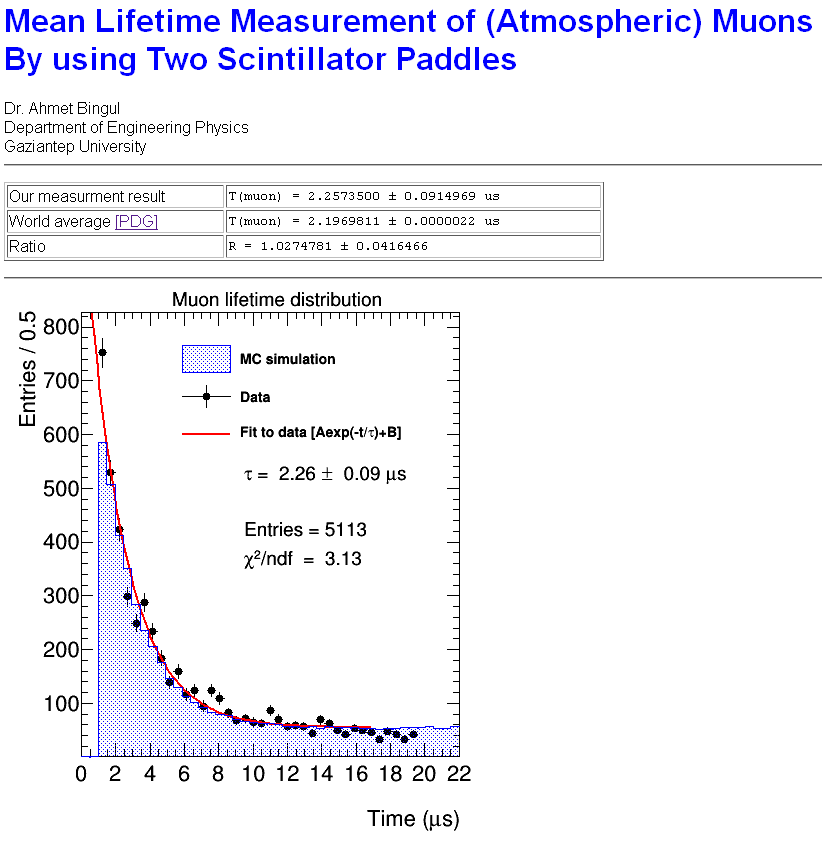 Mean Lifetime Measurement of (Atmospheric) Muons
By using Two Scintillator Paddles
Dr. Ahmet Bingul
Department of Engineering Physics
Gaziantep University
Our measurment result T(muon) = 2.2573500 ± 0.0914969 us
World average [PDG] T(muon) = 2.1969811 ± 0.0000022 us
Ratio R = 1.0274781 ± 0.0416466
Muon lifetime distribution
Entries / 0.5
800
700
600
500
400
300
200
100
MC simulation
Data
Fit to data [Aexp(-t/τ)+B]
τ = 2.26 ± 0.09 μs
Entries = 5113
χ²/ndf = 3.13
0 2 4 6 8 10 12 14 16 18 20 22
Time (μs)